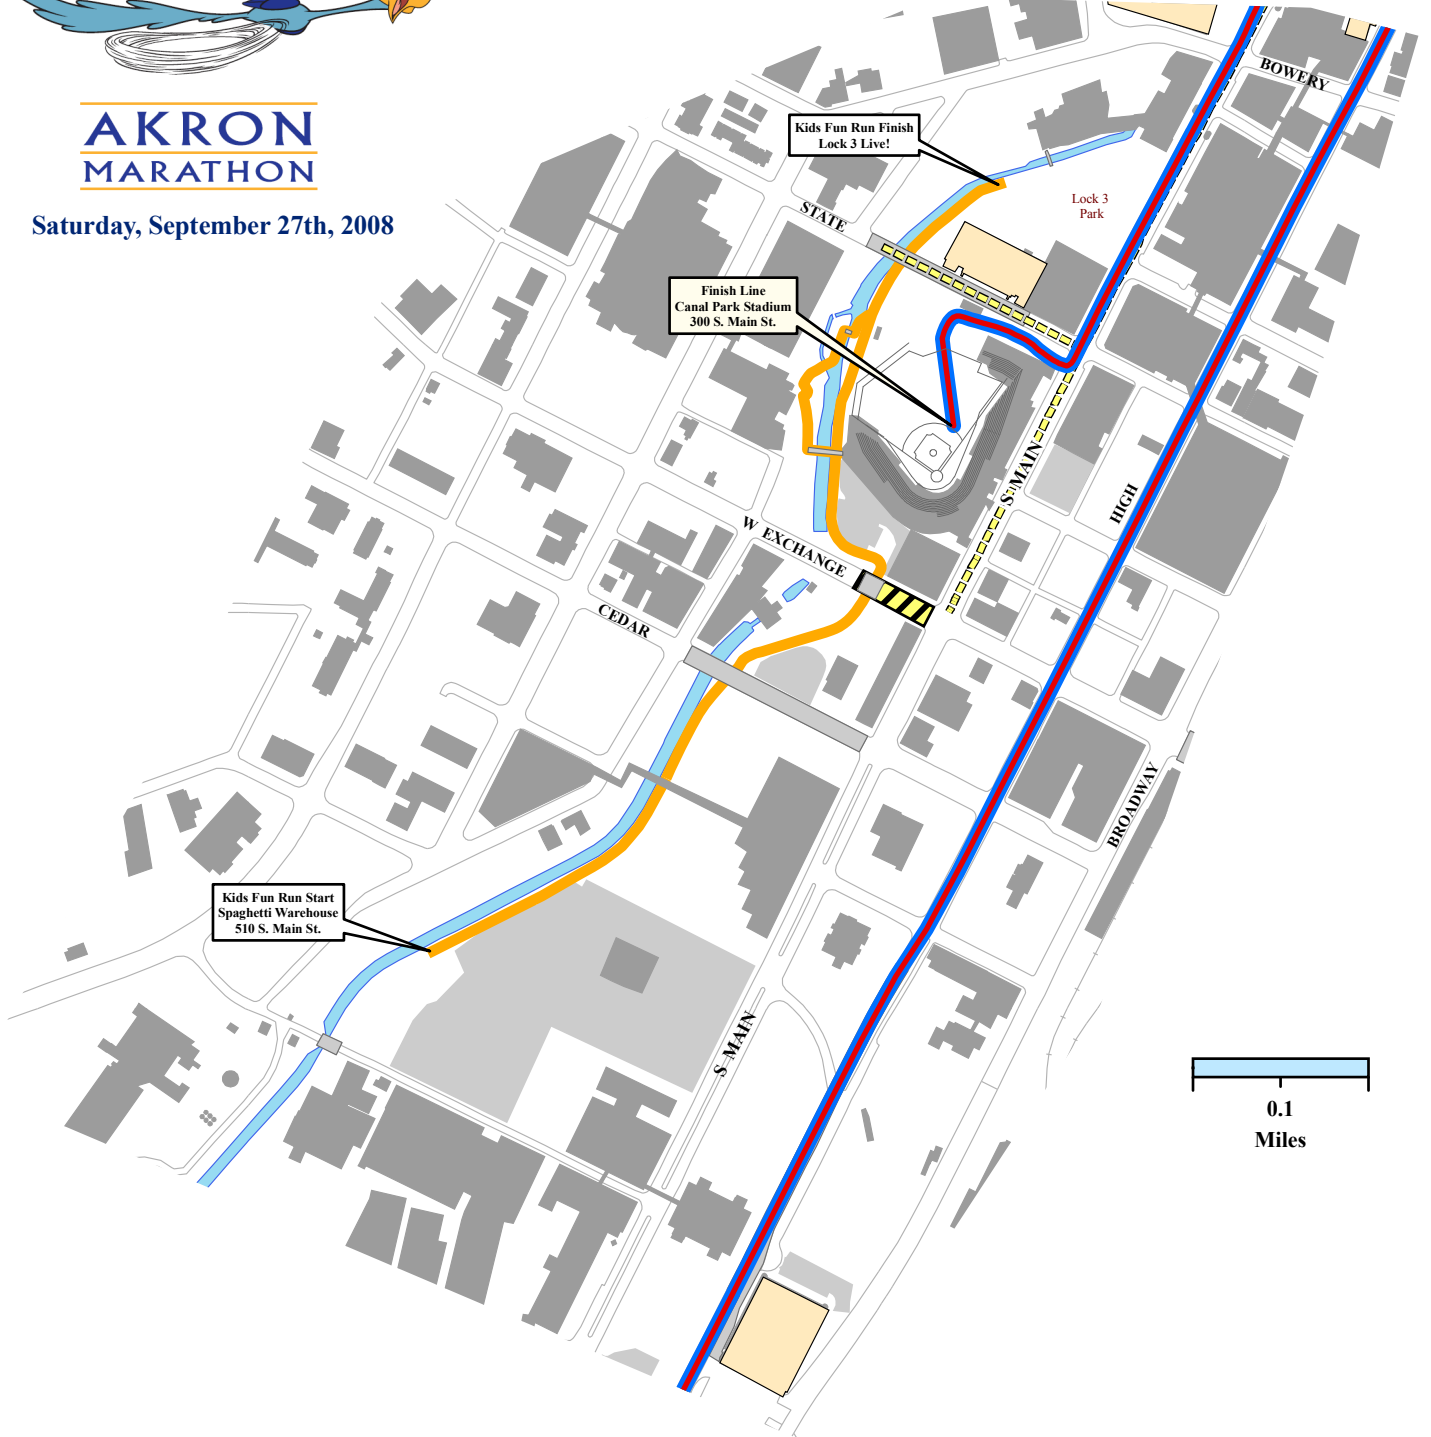 AKRON
MARATHON
Saturday, September 27th, 2008
BOWERY
Kids Fun Run Finish
Lock 3 Live!
Lock 3
Park
STATE
Finish Line
Canal Park Stadium
300 S. Main St.
S MAIN
HIGH
W EXCHANGE
CEDAR
BROADWAY
Kids Fun Run Start
Spaghetti Warehouse
510 S. Main St.
S MAIN
0.1
Miles